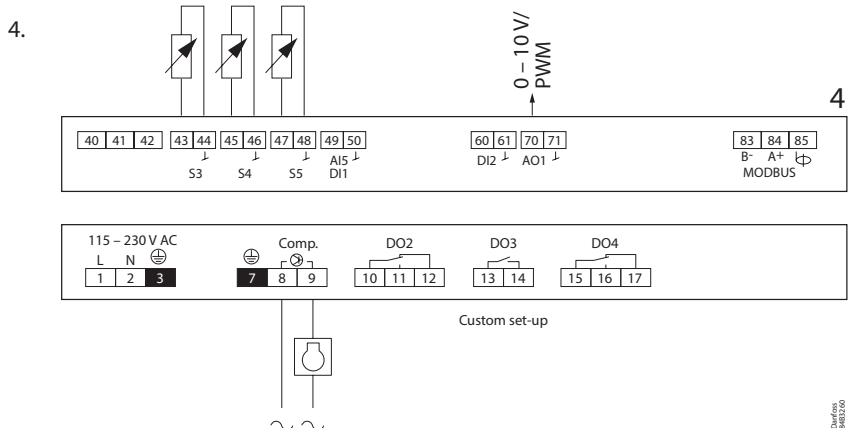 4.
0 – 10 V/
PWM
4
40 41 42 43 44 45 46 47 48 49 50 60 61 70 71 83 84 85
S3 S4 S5 AI5 DI1 DI2 AO1 B- A+
MODBUS
115 – 230 V AC
L N
Comp. DO2 DO3 DO4
1 2 3 7 8 9 10 11 12 13 14 15 16 17
Custom set-up
Danfoss
84B3260